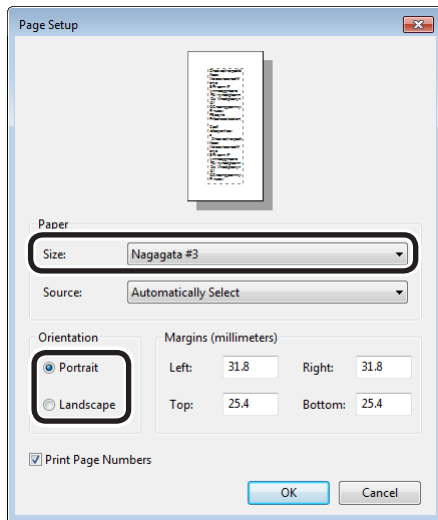 Page Setup
Paper
Size: Nagagata #3
Source: Automatically Select
Orientation Margins (millimeters)
Portrait Left: 31.8 Right: 31.8
Landscape Top: 25.4 Bottom: 25.4
Print Page Numbers
OK Cancel